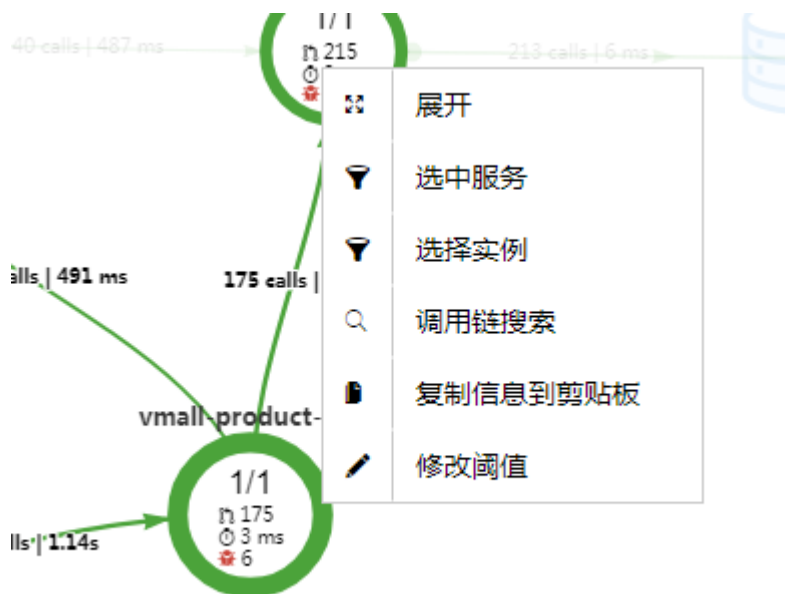 1/1
40 calls | 487 ms
215
213 calls | 6 ms
展开
选中服务
选择实例
alls | 491 ms
175 calls |
调用链搜索
复制信息到剪贴板
vmall-product-
修改阈值
1/1
175
3 ms
6
lls | 1.14s